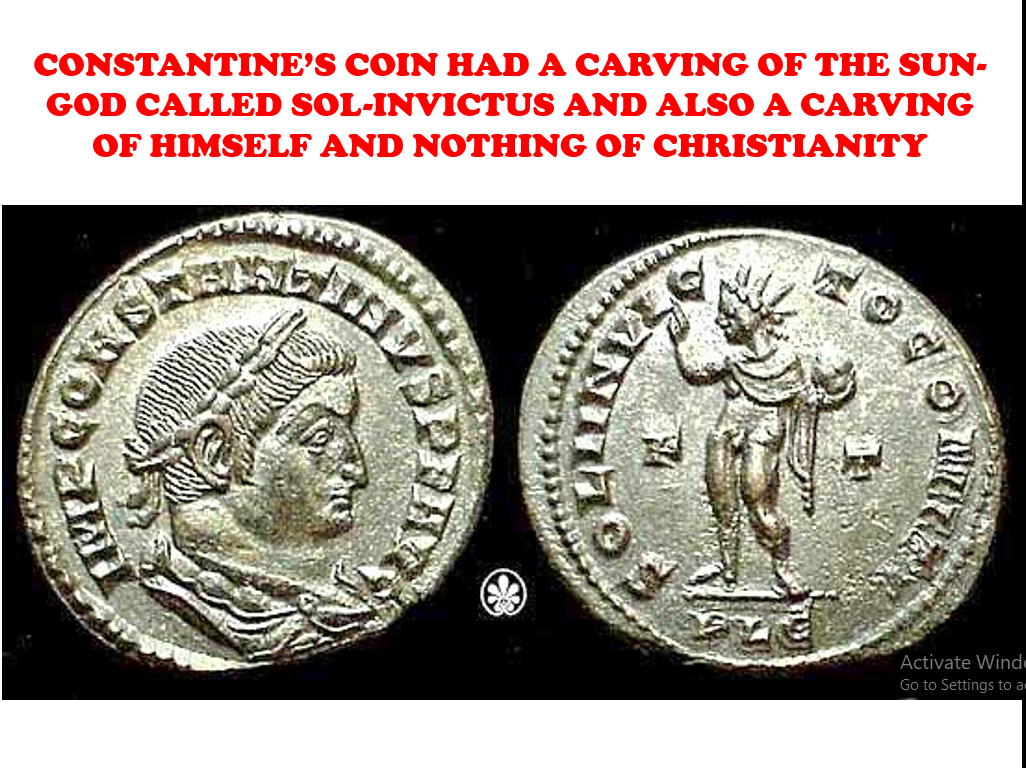 CONSTANTINE'S COIN HAD A CARVING OF THE SUN-
GOD CALLED SOL-INVICTUS AND ALSO A CARVING
OF HIMSELF AND NOTHING OF CHRISTIANITY
IMP CONSTANTINVS P F
SOLI INVICTO COMITI
Activate Windo
Go to Settings to a